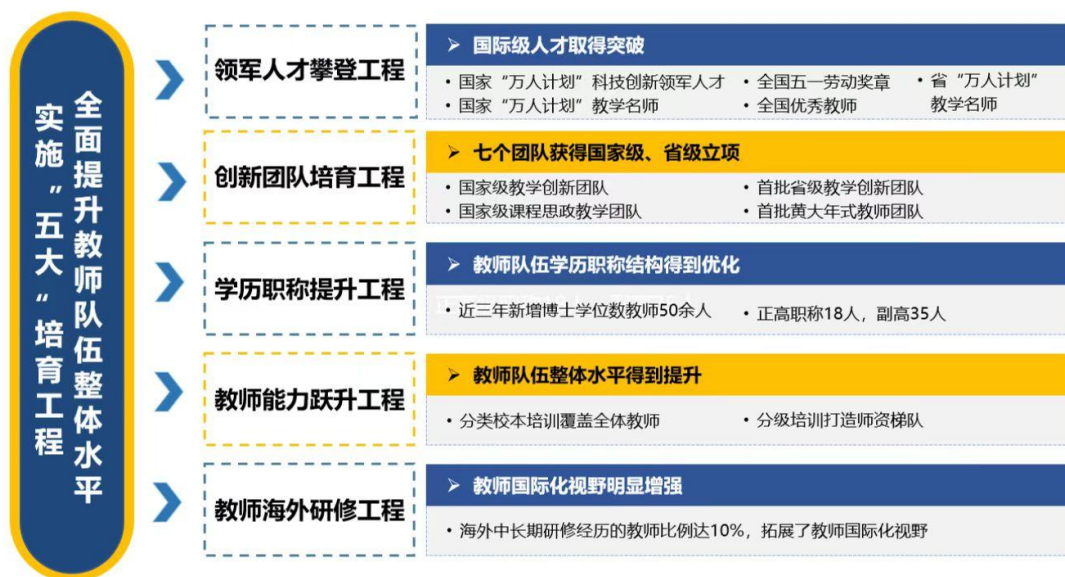 实施“五大”培育工程
全面提升教师队伍整体水平
领军人才攀登工程
➢ 国际级人才取得突破
• 国家“万人计划”科技创新领军人才
• 全国五一劳动奖章
• 省“万人计划”
教学名师
• 国家“万人计划”教学名师
• 全国优秀教师
创新团队培育工程
➢ 七个团队获得国家级、省级立项
• 国家级教学创新团队
• 首批省级教学创新团队
• 国家级课程思政教学团队
• 首批黄大年式教师团队
学历职称提升工程
➢ 教师队伍学历职称结构得到优化
• 近三年新增博士学位数教师50余人
• 正高职称18人，副高35人
教师能力跃升工程
➢ 教师队伍整体水平得到提升
• 分类校本培训覆盖全体教师
• 分级培训打造师资梯队
教师海外研修工程
➢ 教师国际化视野明显增强
• 海外中长期研修经历的教师比例达10%，拓展了教师国际化视野